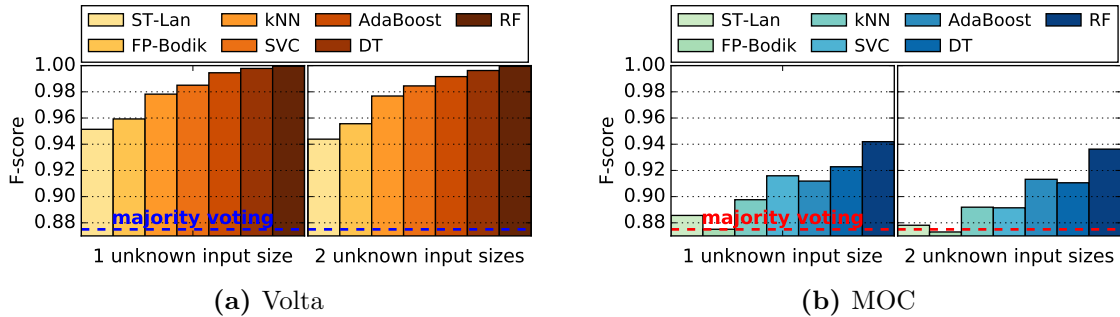 ST-Lan kNN AdaBoost RF
FP-Bodik SVC DT
1.00
0.98
0.96
0.94
0.92
0.90
0.88
F-score
majority voting
1 unknown input size 2 unknown input sizes
(a) Volta
ST-Lan kNN AdaBoost RF
FP-Bodik SVC DT
1.00
0.98
0.96
0.94
0.92
0.90
0.88
F-score
majority voting
1 unknown input size 2 unknown input sizes
(b) MOC